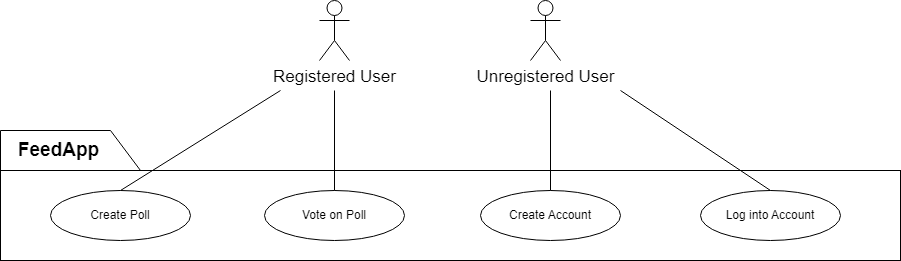 Registered User
Unregistered User
FeedApp
Create Poll
Vote on Poll
Create Account
Log into Account